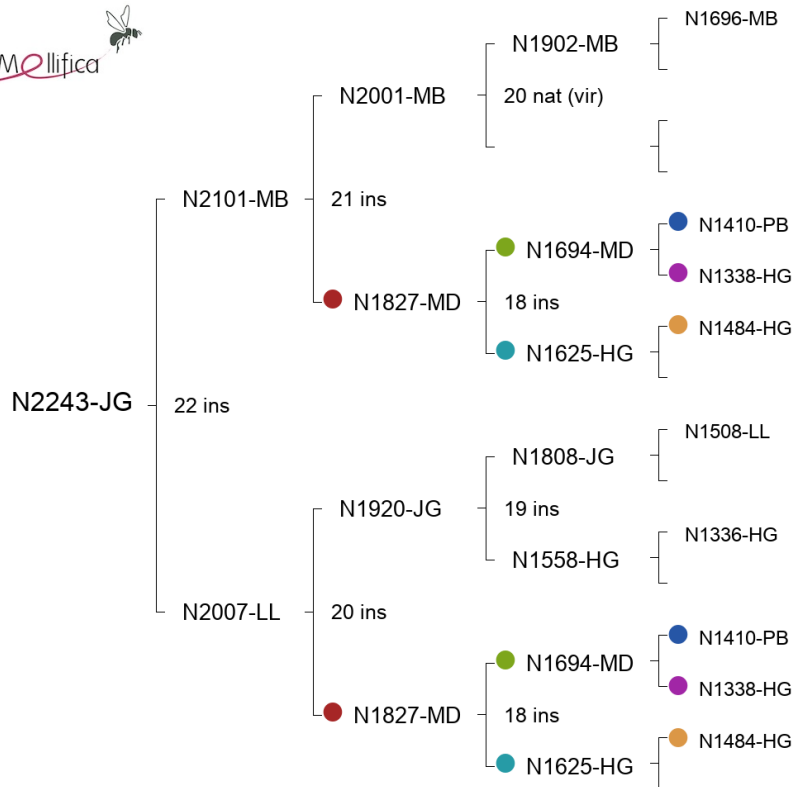 Mellifica
N1696-MB
N1902-MB
N2001-MB
20 nat (vir)
N2101-MB
21 ins
N1410-PB
N1694-MD
N1338-HG
N1827-MD
18 ins
N1484-HG
N1625-HG
N2243-JG
22 ins
N1508-LL
N1808-JG
N1920-JG
19 ins
N1336-HG
N1558-HG
N2007-LL
20 ins
N1410-PB
N1694-MD
N1338-HG
N1827-MD
18 ins
N1484-HG
N1625-HG